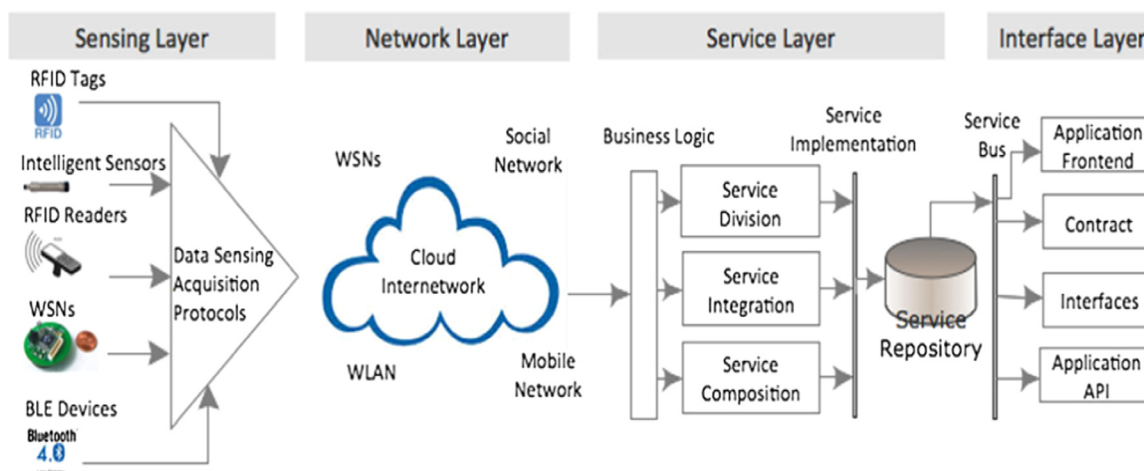 Sensing Layer
Network Layer
Service Layer
Interface Layer
RFID Tags
RFID
Intelligent Sensors
RFID Readers
WSNs
BLE Devices
Bluetooth
4.0
Data Sensing
Acquisition
Protocols
WSNs
Social
Network
Cloud
Internetwork
WLAN
Mobile
Network
Business Logic
Service
Division
Service
Integration
Service
Composition
Service
Implementation
Service
Repository
Service
Bus
Application
Frontend
Contract
Interfaces
Application
API